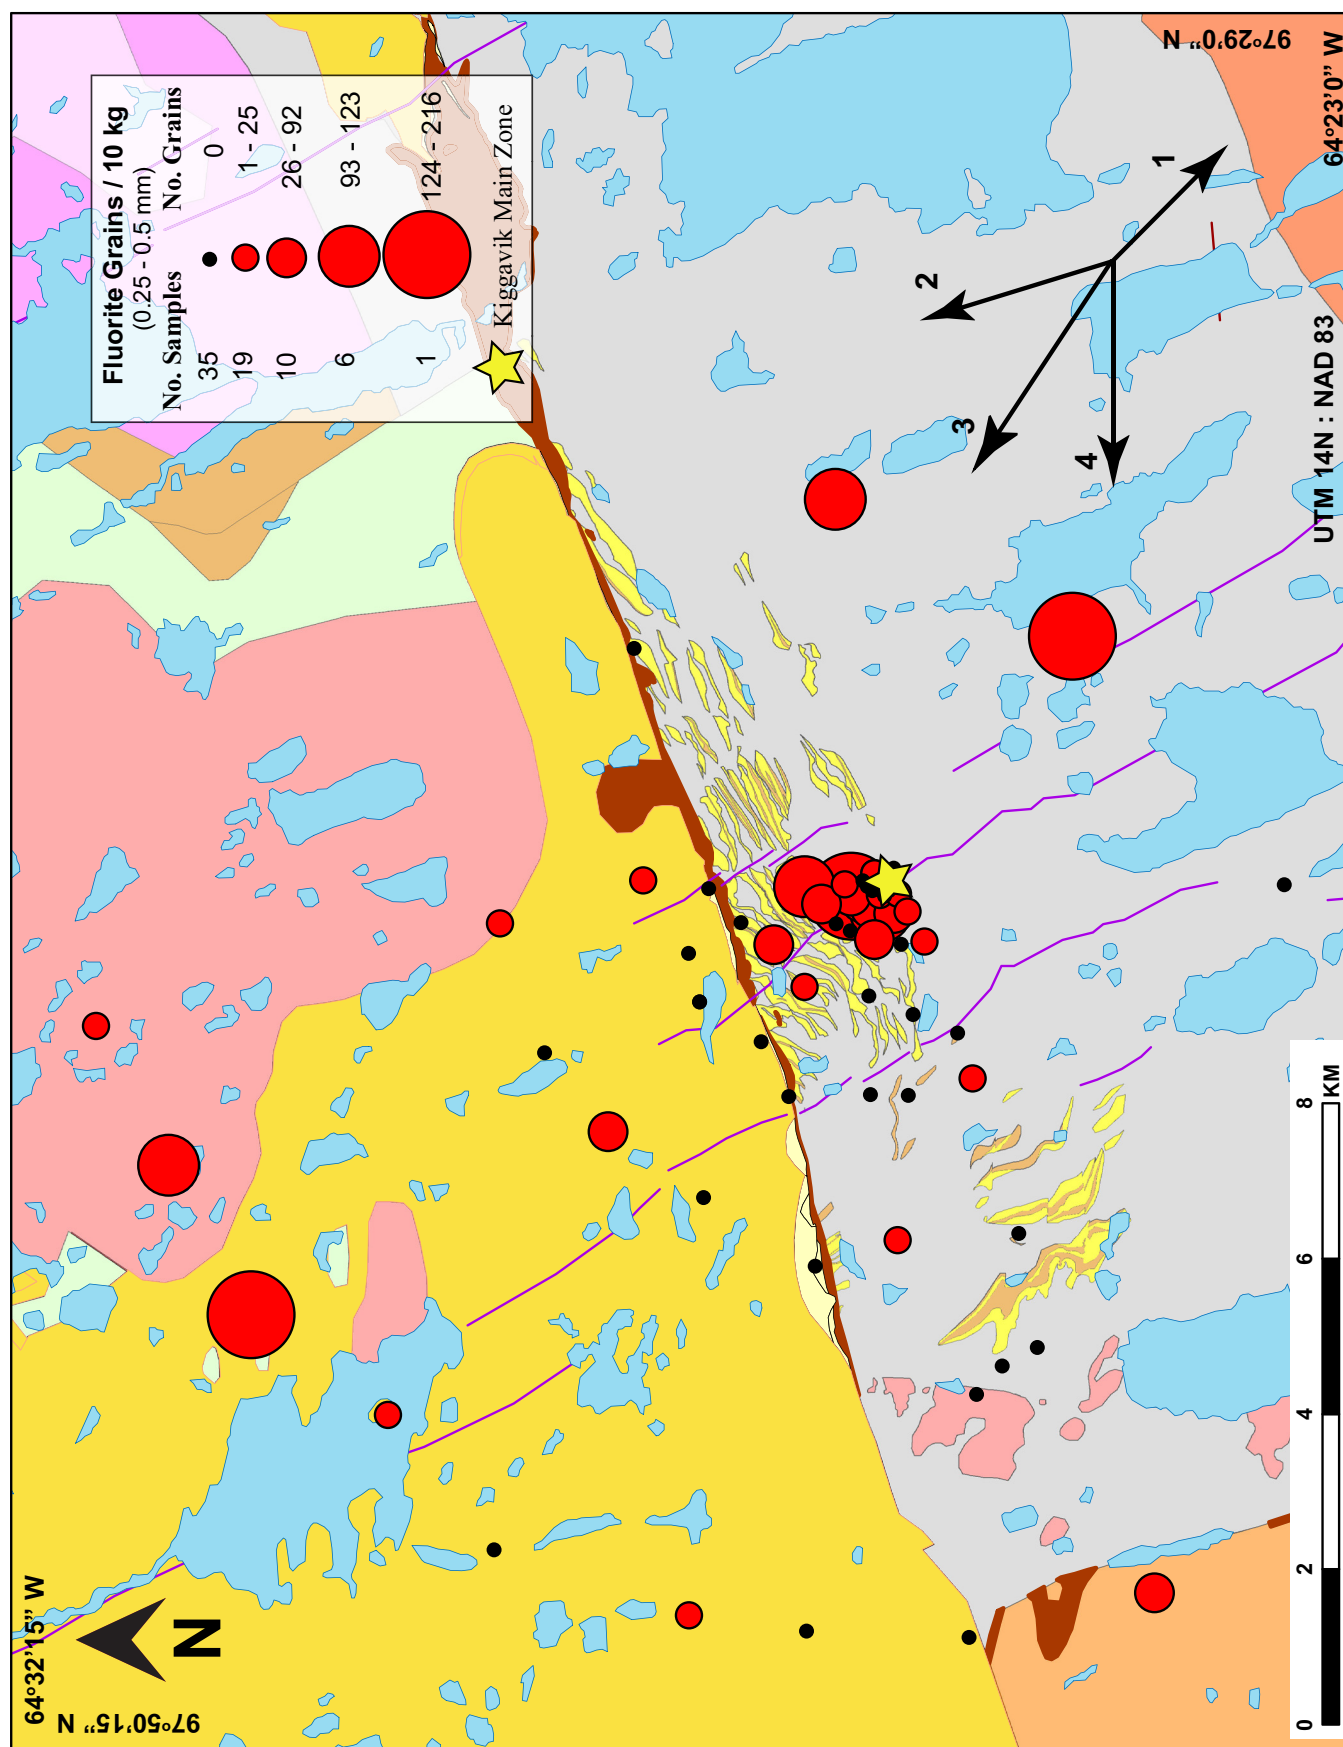 64°32'15" W
97°50'15" N
N
Fluorite Grains / 10 kg
(0.25 - 0.5 mm)
No. Samples No. Grains
35 0
19 1 - 25
10 26 - 92
6 93 - 123
1 124 - 216
Kiggavik Main Zone
1
2
3
4
0 2 4 6 8
KM
UTM 14N : NAD 83
97°29'0" N
64°23'0" W